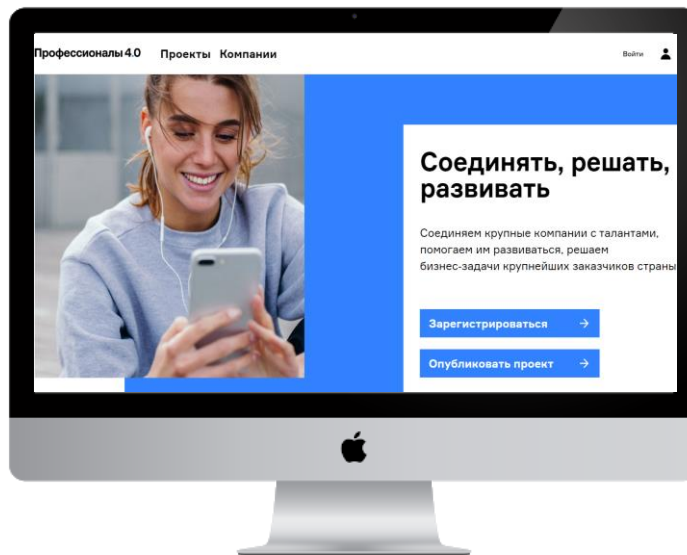 Профессионалы 4.0 Проекты Компании Войти
Соединять, решать,
развивать
Соединяем крупные компании с талантами,
помогаем им развиваться, решаем
бизнес-задачи крупнейших заказчиков страны
Зарегистрироваться
Опубликовать проект